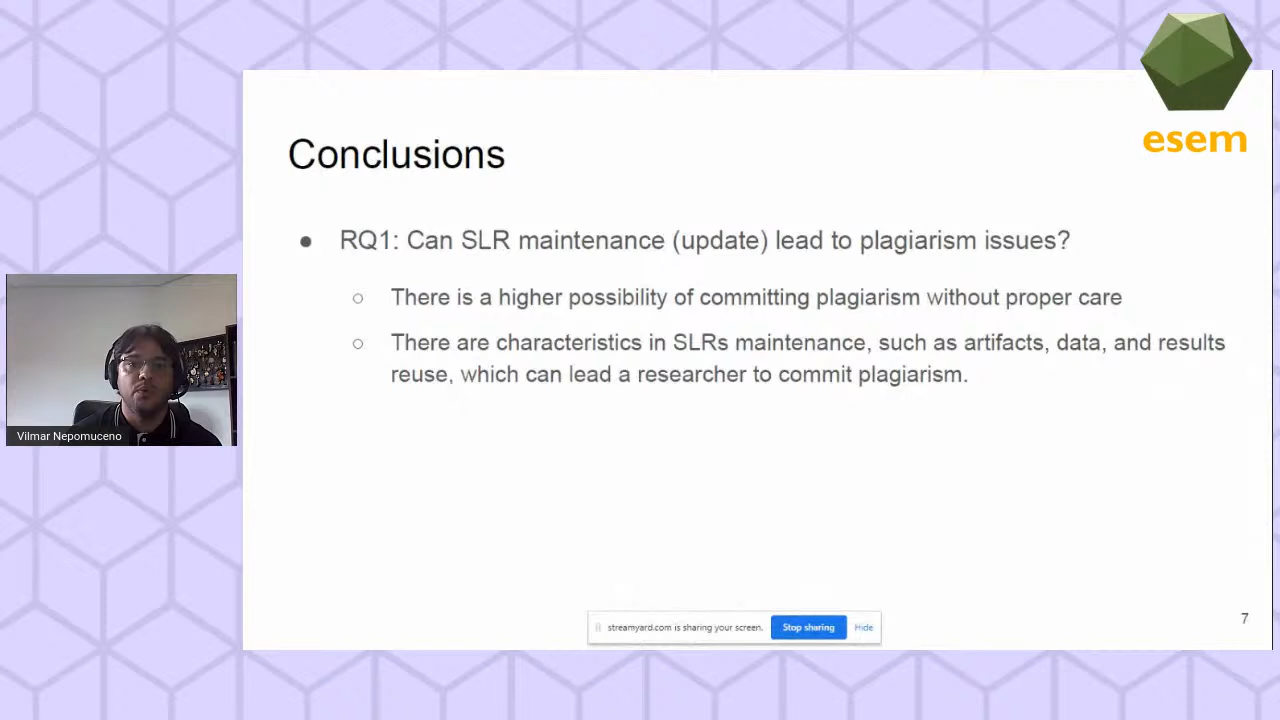 esem
Conclusions
● RQ1: Can SLR maintenance (update) lead to plagiarism issues?
○ There is a higher possibility of committing plagiarism without proper care
○ There are characteristics in SLRs maintenance, such as artifacts, data, and results
reuse, which can lead a researcher to commit plagiarism.
Vilmar Nepomuceno
streamyard.com is sharing your screen. Stop sharing Hide
7